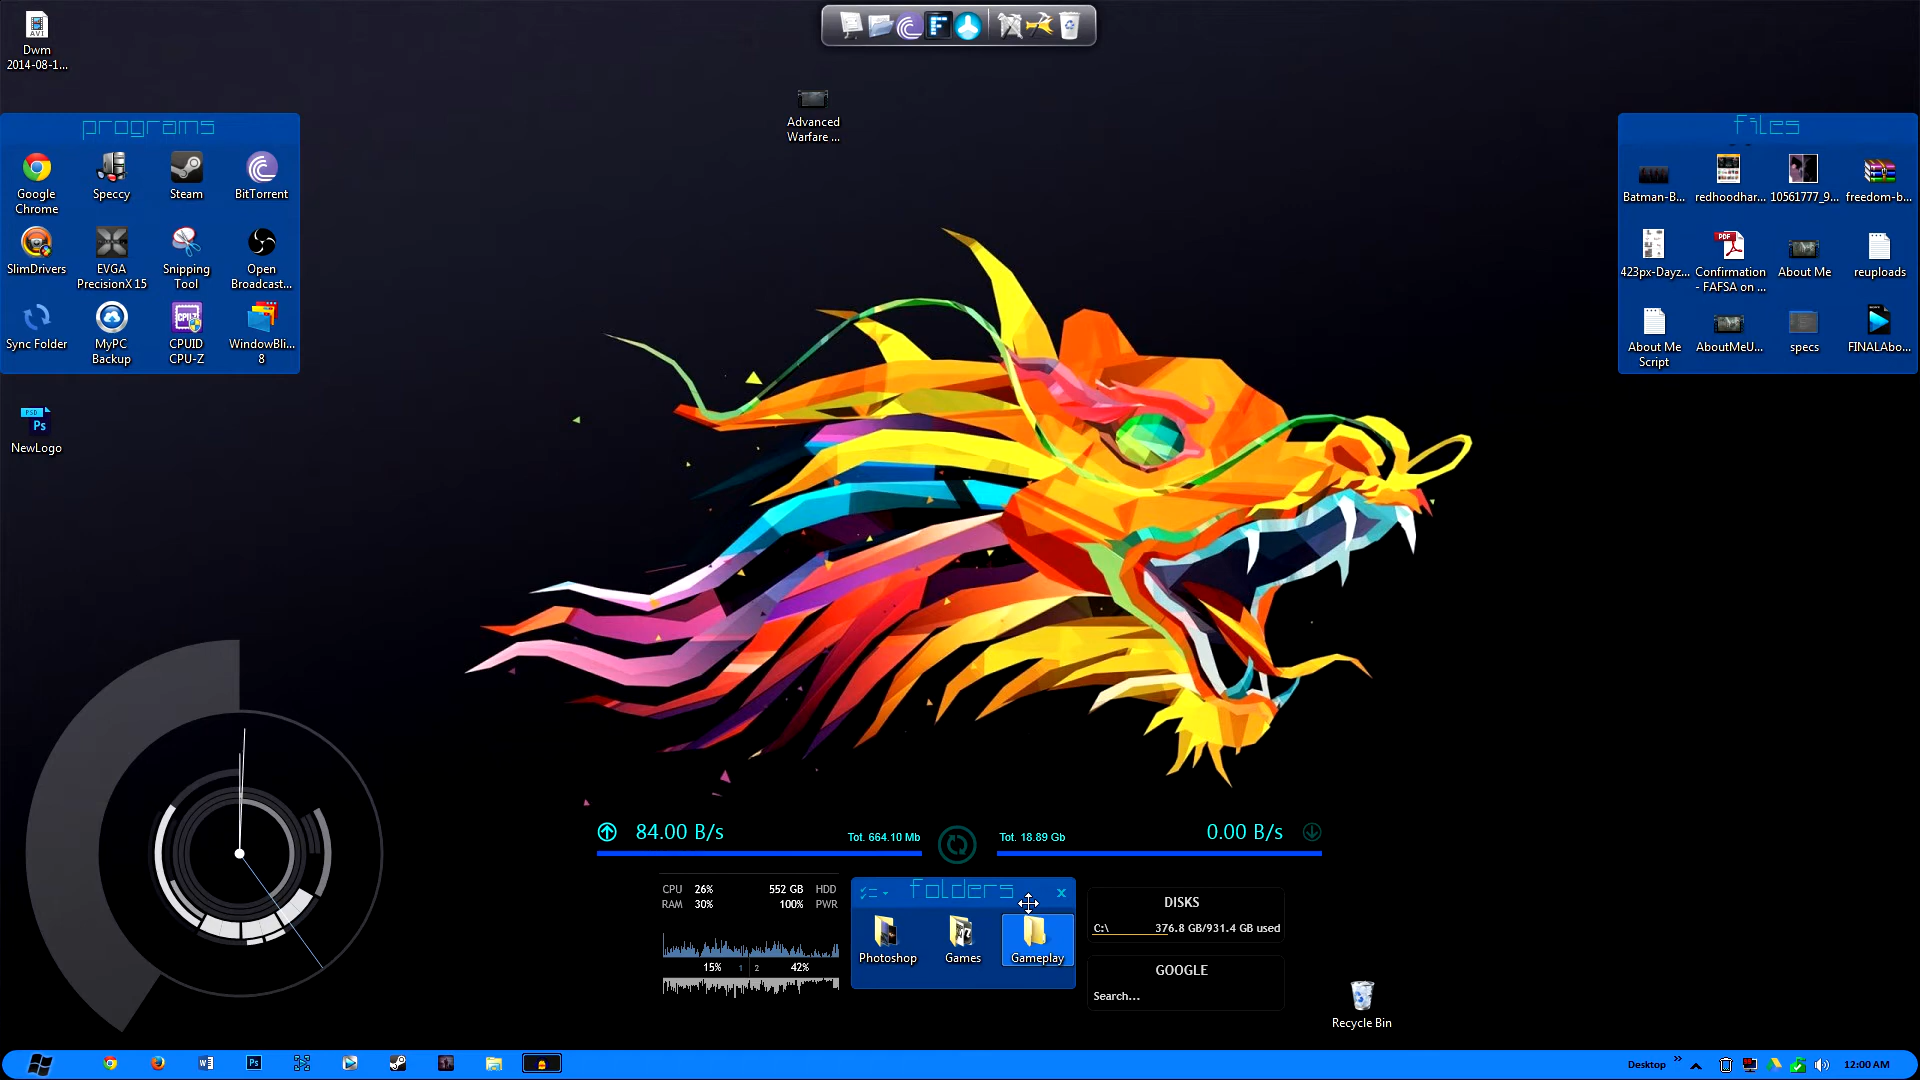 Dwm
2014-08-1...
Advanced
Warfare ...
programs
Google
Chrome
Speccy
Steam
BitTorrent
SlimDrivers
EVGA
PrecisionX 15
Snipping
Tool
Open
Broadcast...
Sync Folder
MyPC
Backup
CPUID
CPU-Z
WindowBli...
8
files
Batman-B...
redhoodhar...
10561777_9...
freedom-b...
423px-Dayz...
Confirmation
- FAFSA on ...
About Me
reuploads
About Me
Script
AboutMeU...
specs
FINALAbo...
NewLogo
84.00 B/s
Tot. 664.10 Mb
Tot. 18.89 Gb
0.00 B/s
CPU 26% 552 GB HDD
RAM 30% 100% PWR
15% 1 2 42%
folders
Photoshop
Games
Gameplay
DISKS
C:\ 376.8 GB/931.4 GB used
GOOGLE
Search...
Recycle Bin
Desktop
12:00 AM